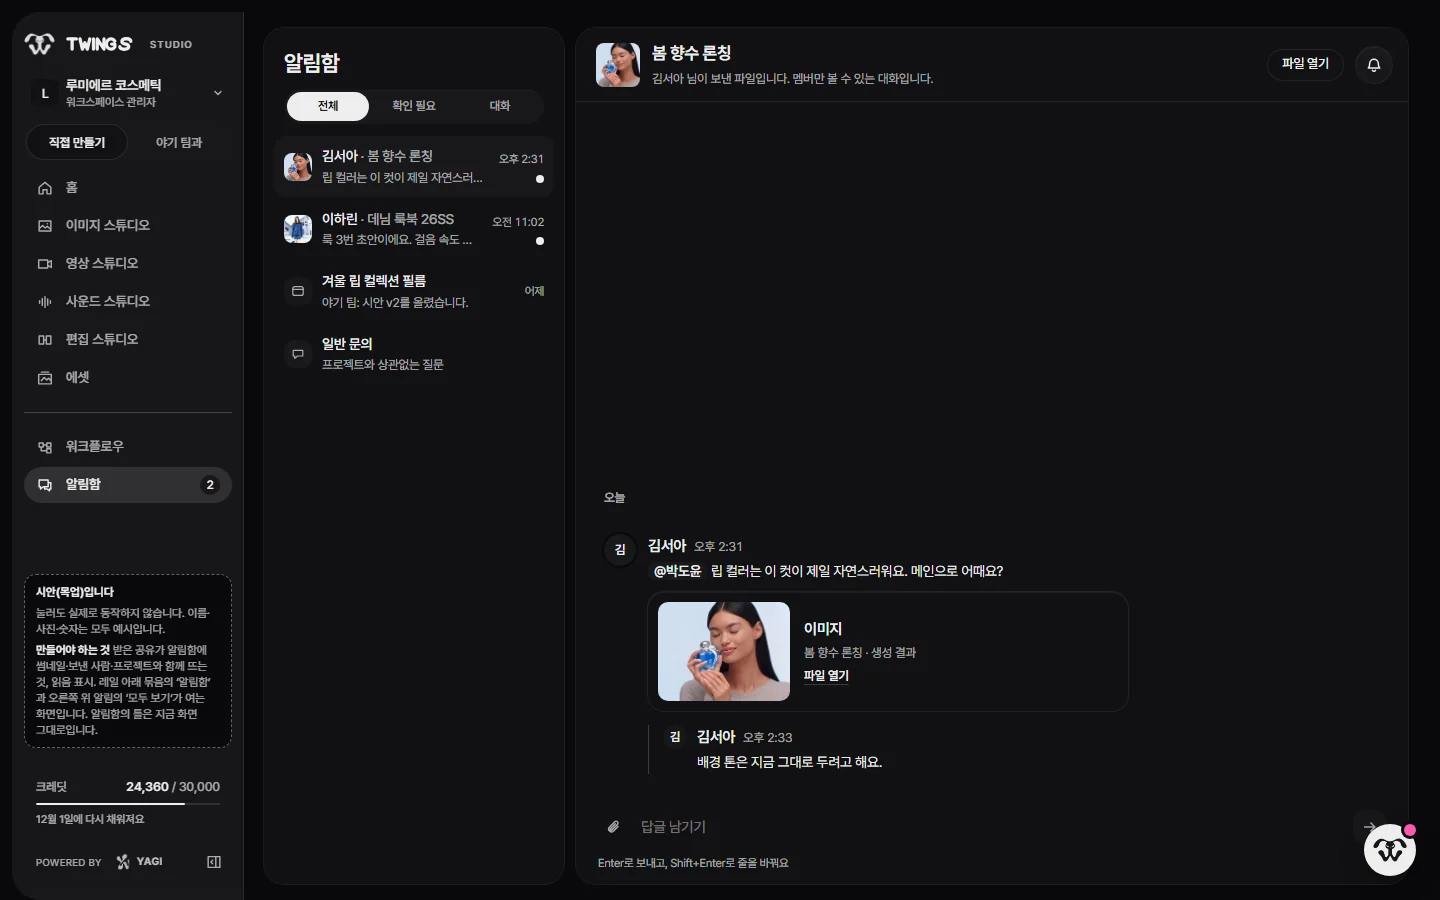 TWINGS STUDIO
L
루미에르 코스메틱
워크스페이스 관리자
직접 만들기
야기 팀과
홈
이미지 스튜디오
영상 스튜디오
사운드 스튜디오
편집 스튜디오
에셋
워크플로우
알림함 2
시안(목업)입니다
눌러도 실제로 동작하지 않습니다. 이름·
사진·숫자는 모두 예시입니다.
만들어야 하는 것 받은 공유가 알림함에
썸네일·보낸 사람·프로젝트와 함께 뜨는
것, 읽음 표시. 레일 아래 묶음의 '알림함'
과 오른쪽 위 알림의 '모두 보기'가 여는
화면입니다. 알림함의 틀은 지금 화면
그대로입니다.
크레딧 24,360 / 30,000
12월 1일에 다시 채워져요
POWERED BY YAGI
알림함
전체
확인 필요
대화
김서아 · 봄 향수 론칭 오후 2:31
립 컬러는 이 컷이 제일 자연스러...
이하린 · 데님 룩북 26SS 오전 11:02
룩 3번 초안이에요. 걸음 속도 ...
겨울 립 컬렉션 필름 어제
야기 팀: 시안 v2를 올렸습니다.
일반 문의
프로젝트와 상관없는 질문
봄 향수 론칭
김서아 님이 보낸 파일입니다. 멤버만 볼 수 있는 대화입니다.
파일 열기
오늘
김
김서아 오후 2:31
@박도윤 립 컬러는 이 컷이 제일 자연스러워요. 메인으로 어때요?
이미지
봄 향수 론칭 · 생성 결과
파일 열기
김
김서아 오후 2:33
배경 톤은 지금 그대로 두려고 해요.
답글 남기기
Enter로 보내고, Shift+Enter로 줄을 바꿔요